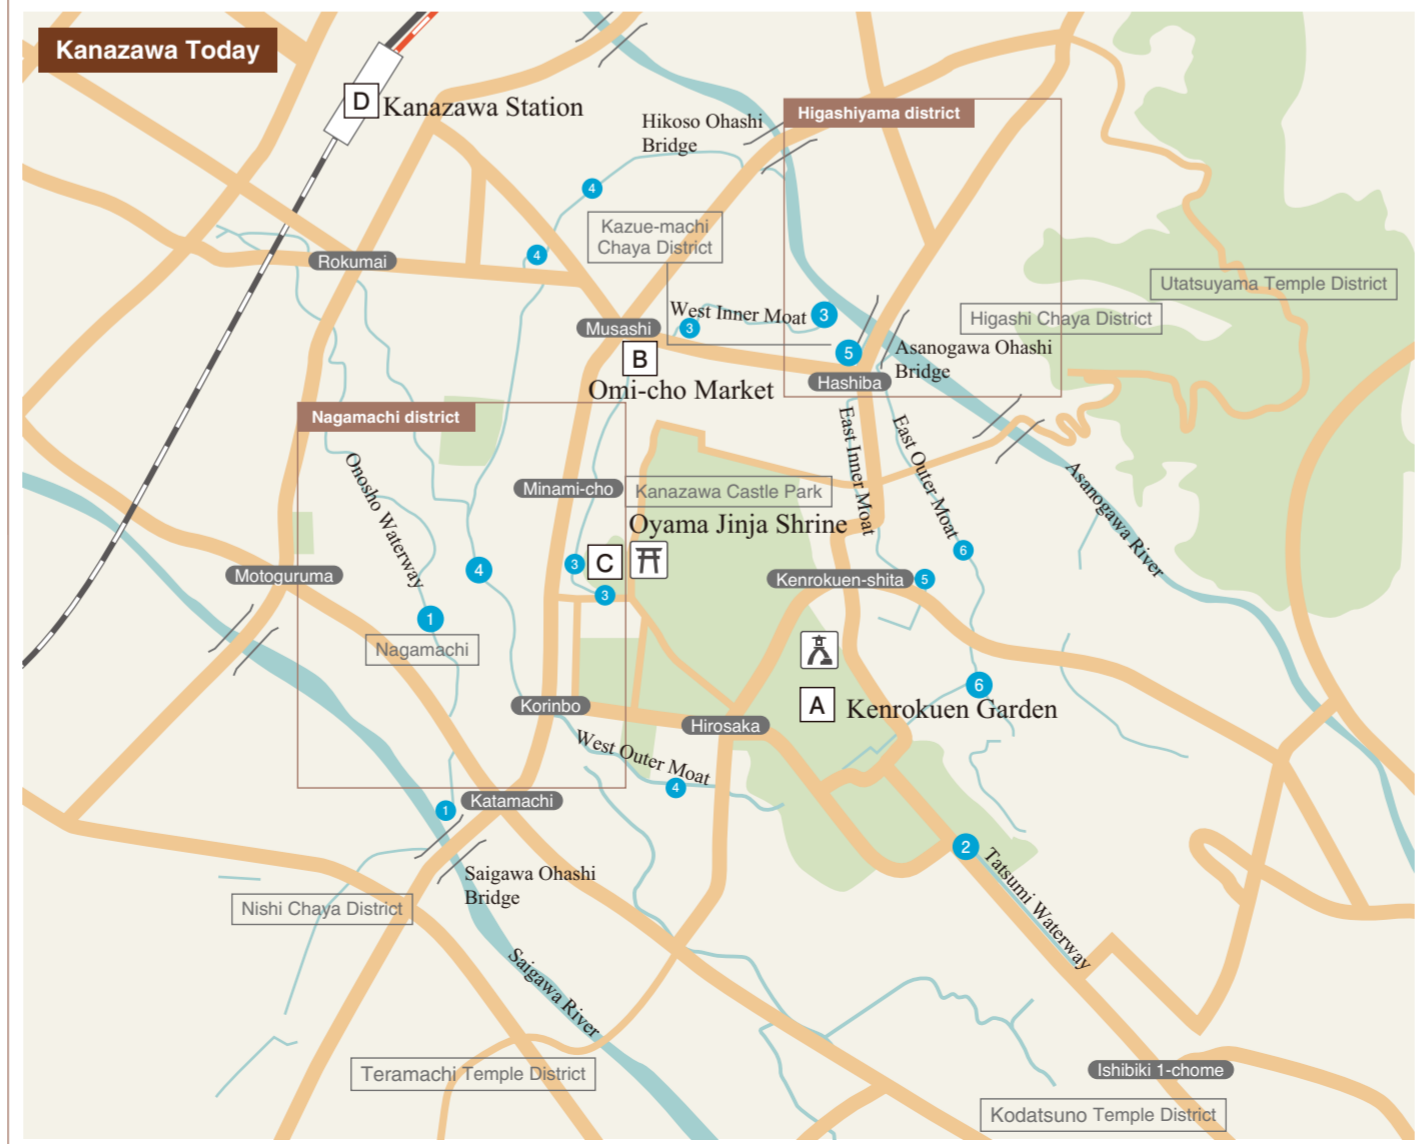 Kanazawa Today
D
Kanazawa Station
Hikoso Ohashi
Bridge
Higashiyama district
4
Kazue-machi
Chaya District
4
Rokumai
Utatsuyama Temple District
West Inner Moat
3
3
Higashi Chaya District
Musashi
5
Asanogawa Ohashi
Bridge
B
Omi-cho Market
Hashiba
Nagamachi district
East Inner Moat
East Outer Moat
Onosho Waterway
Asanogawa River
Minami-cho
Kanazawa Castle Park
Oyama Jinja Shrine
6
C
3
3
4
Motoguruma
Kenrokuen-shita
5
1
Nagamachi
6
A
Kenrokuen Garden
Korinbo
Hirosaka
West Outer Moat
4
Katamachi
1
2
Tatsumi Waterway
Saigawa Ohashi
Bridge
Nishi Chaya District
Saigawa River
Teramachi Temple District
Ishibiki 1-chome
Kodatsuno Temple District